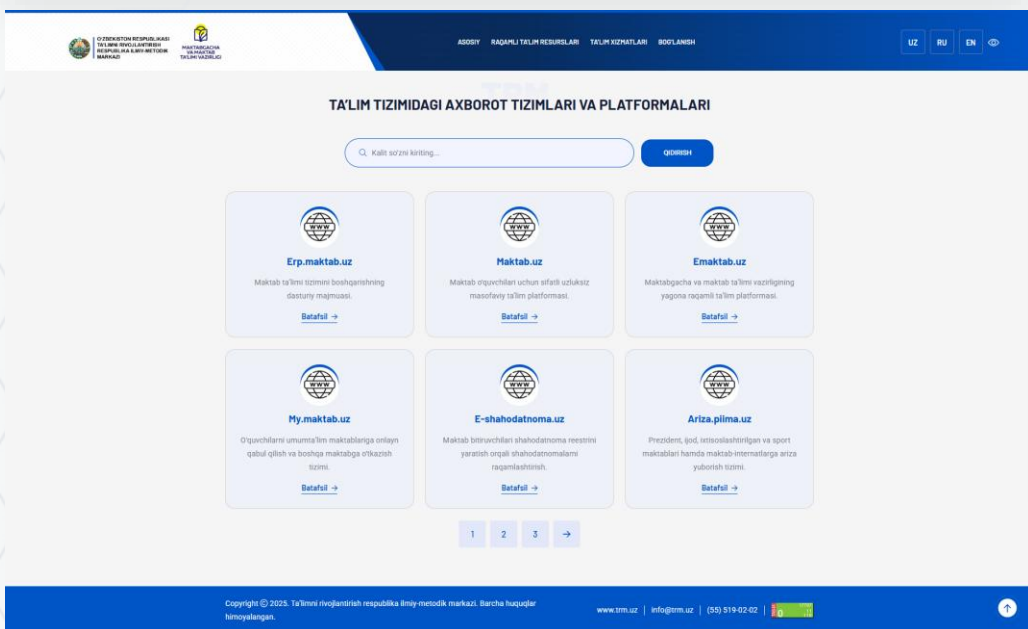 O'ZBEKISTON RESPUBLIKASI
TA'LIMNI RIVOJLANTIRISH
RESPUBLIKA ILMIY-METODIK
MARKAZI
MAKTABGACHA
VA MAKTAB
TA'LIMI VAZIRLIGI
ASOSIY RAQAMLI TA'LIM RESURSLARI TA'LIM XIZMATLARI BOG'LANISH
UZ RU EN
TRM
TA'LIM TIZIMIDAGI AXBOROT TIZIMLARI VA PLATFORMALARI
Kalit so'zni kiriting...
QIDIRISH
www
Erp.maktab.uz
Maktab ta'limi tizimini boshqarishning
dasturiy majmuasi.
Batafsil →
www
Maktab.uz
Maktab o'quvchilari uchun sifatli uzluksiz
masofaviy ta'lim platformasi.
Batafsil →
www
Emaktab.uz
Maktabgacha va maktab ta'limi vazirligining
yagona raqamli ta'lim platformasi.
Batafsil →
www
My.maktab.uz
O'quvchilarni umumta'lim maktablariga onlayn
qabul qilish va boshqa maktabga o'tkazish
tizimi.
Batafsil →
www
E-shahodatnoma.uz
Maktab bitiruvchilari shahodatnoma reestrini
yaratish orqali shahodatnomalarni
raqamlashtirish.
Batafsil →
www
Ariza.piima.uz
Prezident, ijod, ixtisoslashtirilgan va sport
maktablari hamda maktab-internatlarga ariza
yuborish tizimi.
Batafsil →
1 2 3 →
Copyright © 2025. Ta'limni rivojlantirish respublika ilmiy-metodik markazi. Barcha huquqlar
himoyalangan.
www.trm.uz | info@trm.uz | (55) 519-02-02 |